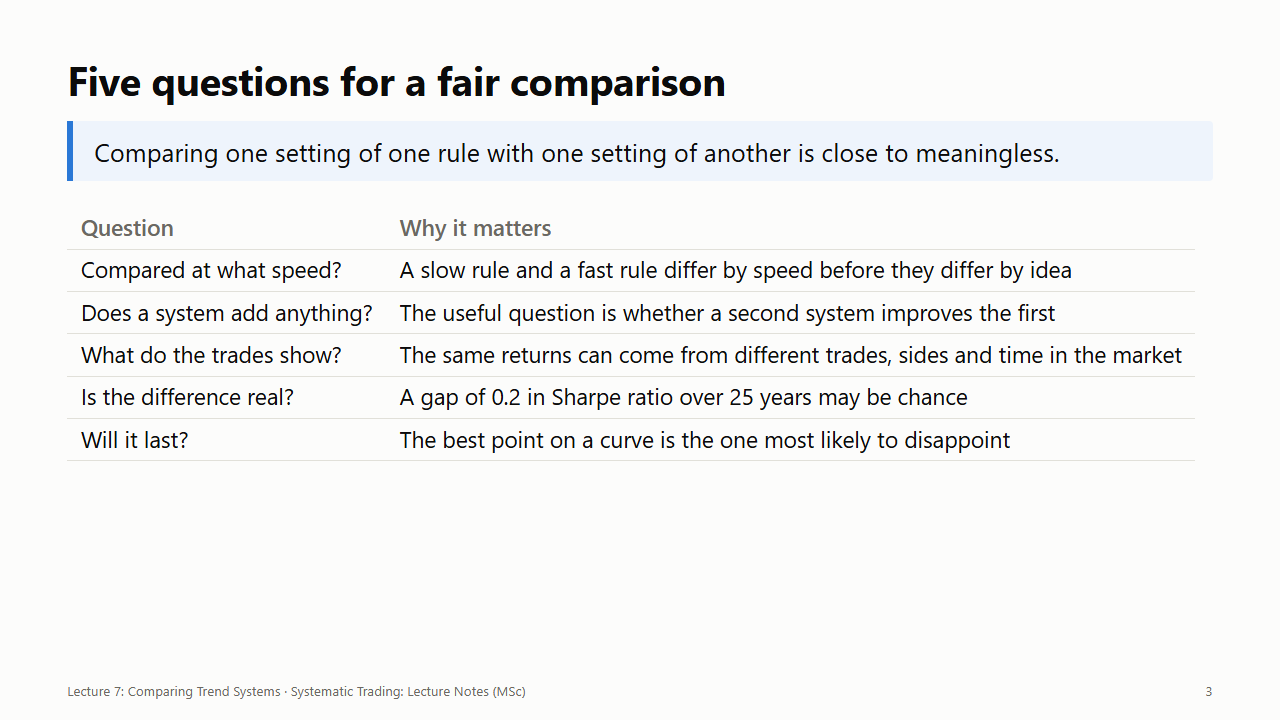 Five questions for a fair comparison
Comparing one setting of one rule with one setting of another is close to meaningless.
Question Why it matters
Compared at what speed? A slow rule and a fast rule differ by speed before they differ by idea
Does a system add anything? The useful question is whether a second system improves the first
What do the trades show? The same returns can come from different trades, sides and time in the market
Is the difference real? A gap of 0.2 in Sharpe ratio over 25 years may be chance
Will it last? The best point on a curve is the one most likely to disappoint
Lecture 7: Comparing Trend Systems · Systematic Trading: Lecture Notes (MSc) 3